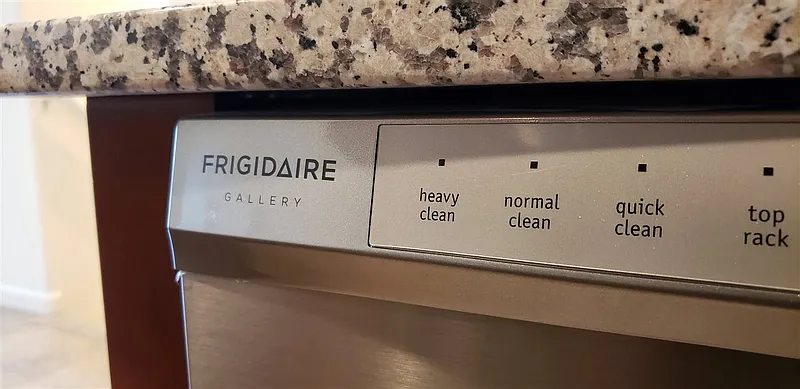 FRIGIDAIRE
GALLERY
heavy
clean
normal
clean
quick
clean
top
rack